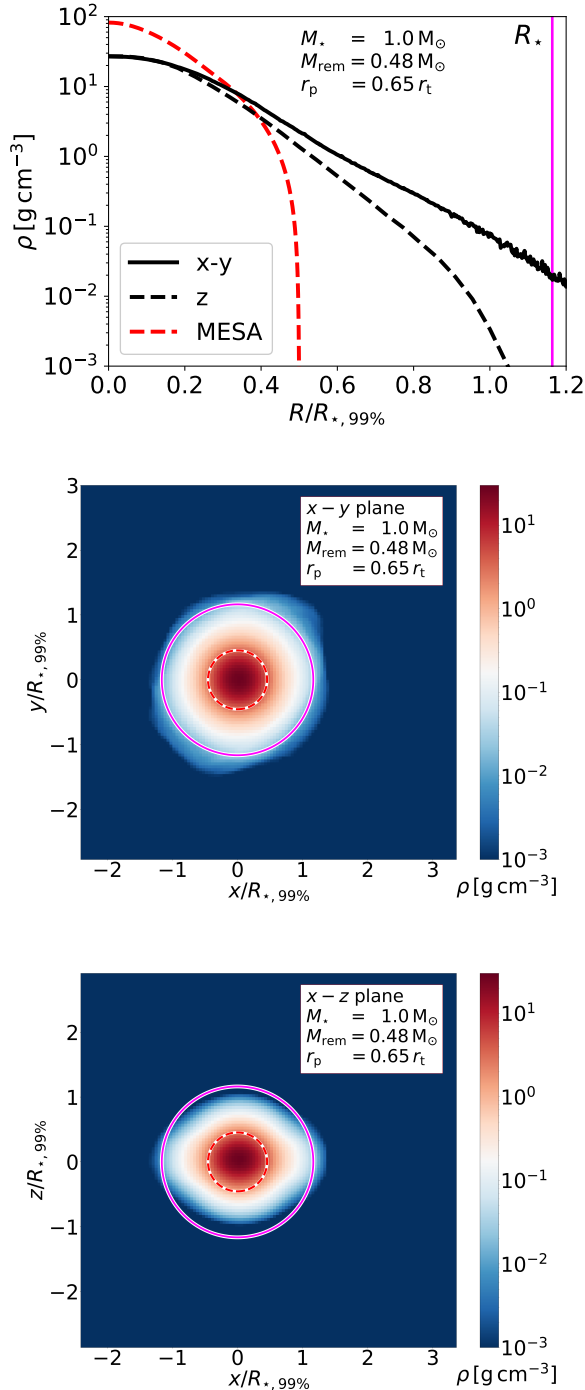 10²
10¹
10⁰
10⁻¹
10⁻²
10⁻³
ρ [g cm⁻³]
M⋆ = 1.0 M⊙
Mrem = 0.48 M⊙
rp = 0.65 rt
R⋆
x-y
z
MESA
0.0 0.2 0.4 0.6 0.8 1.0 1.2
R/R⋆, 99%
3
2
1
0
−1
−2
y/R⋆, 99%
x − y plane
M⋆ = 1.0 M⊙
Mrem = 0.48 M⊙
rp = 0.65 rt
−2 −1 0 1 2 3
x/R⋆, 99%
10¹
10⁰
10⁻¹
10⁻²
10⁻³
ρ [g cm⁻³]
2
1
0
−1
−2
z/R⋆, 99%
x − z plane
M⋆ = 1.0 M⊙
Mrem = 0.48 M⊙
rp = 0.65 rt
−2 −1 0 1 2 3
x/R⋆, 99%
10¹
10⁰
10⁻¹
10⁻²
10⁻³
ρ [g cm⁻³]